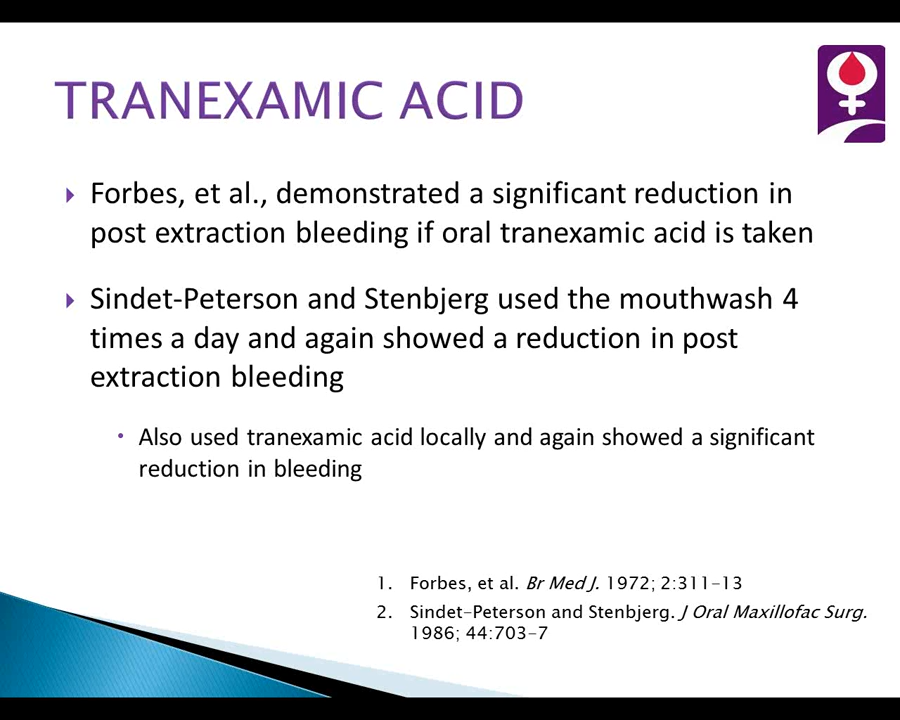 TRANEXAMIC ACID
Forbes, et al., demonstrated a significant reduction in
post extraction bleeding if oral tranexamic acid is taken
Sindet-Peterson and Stenbjerg used the mouthwash 4
times a day and again showed a reduction in post
extraction bleeding
Also used tranexamic acid locally and again showed a significant
reduction in bleeding
1. Forbes, et al. Br Med J. 1972; 2:311-13
2. Sindet-Peterson and Stenbjerg. J Oral Maxillofac Surg.
1986; 44:703-7